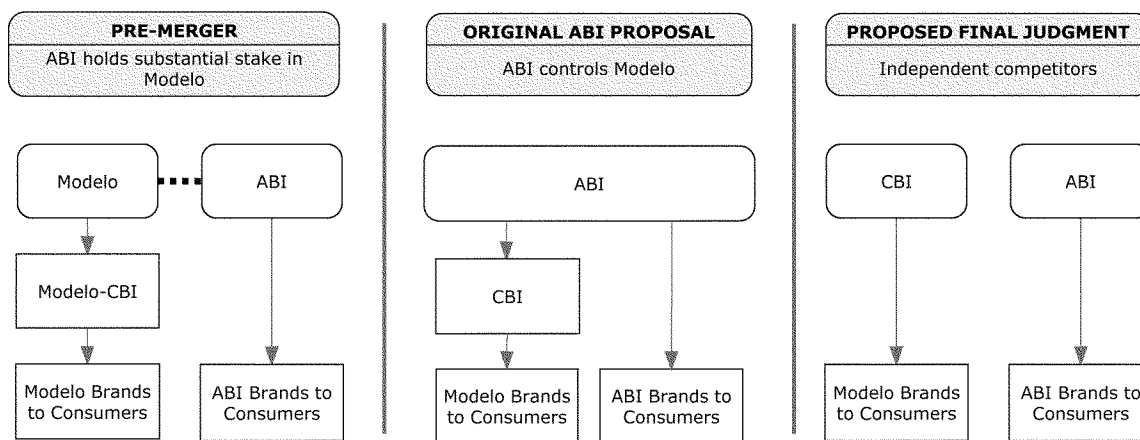 PRE-MERGER
ABI holds substantial stake in
Modelo
Modelo
ABI
Modelo-CBI
Modelo Brands
to Consumers
ABI Brands to
Consumers
ORIGINAL ABI PROPOSAL
ABI controls Modelo
ABI
CBI
Modelo Brands
to Consumers
ABI Brands to
Consumers
PROPOSED FINAL JUDGMENT
Independent competitors
CBI
ABI
Modelo Brands
to Consumers
ABI Brands to
Consumers